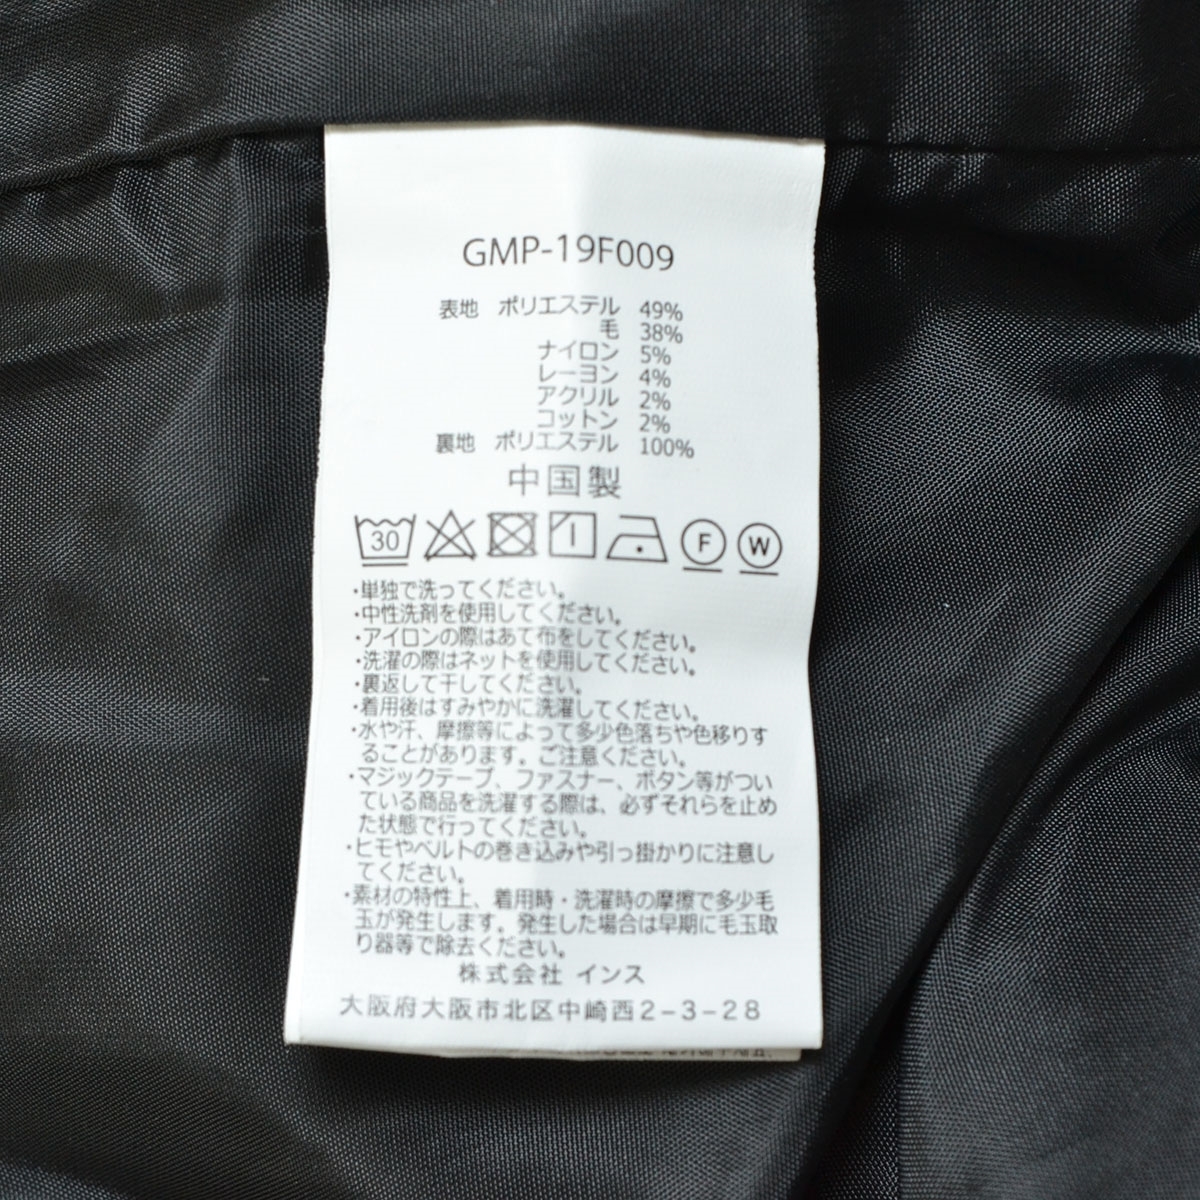 GMP-19F009
表地 ポリエステル 49%
毛 38%
ナイロン 5%
レーヨン 4%
アクリル 2%
コットン 2%
裏地 ポリエステル 100%
中国製
30 F W
・単独で洗ってください。
・中性洗剤を使用してください。
・アイロンの際はあて布をしてください。
・洗濯の際はネットを使用してください。
・裏返して干してください。
・着用後はすみやかに洗濯してください。
・水や汗、摩擦等によって多少色落ちや色移りす
ることがあります。ご注意ください。
・マジックテープ、ファスナー、ボタン等がつい
ている商品を洗濯する際は、必ずそれらを止め
た状態で行ってください。
・ヒモやベルトの巻き込みや引っ掛かりに注意し
てください。
・素材の特性上、着用時・洗濯時の摩擦で多少毛
玉が発生します。発生した場合は早期に毛玉取
り器等で除去ください。
株式会社 インス
大阪府大阪市北区中崎西2-3-28